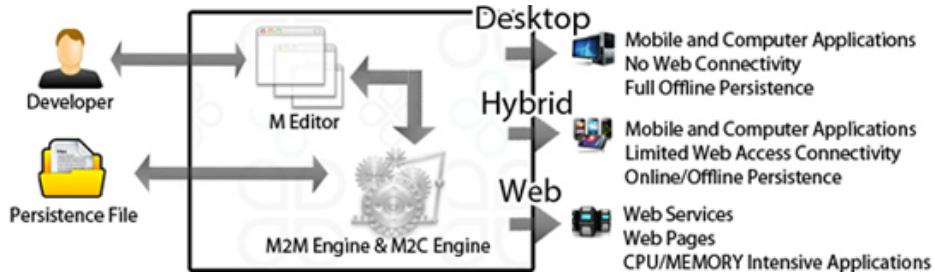 Developer
Persistence File
M Editor
M2M Engine & M2C Engine
Desktop
Mobile and Computer Applications
No Web Connectivity
Full Offline Persistence
Hybrid
Mobile and Computer Applications
Limited Web Access Connectivity
Online/Offline Persistence
Web
Web Services
Web Pages
CPU/MEMORY Intensive Applications